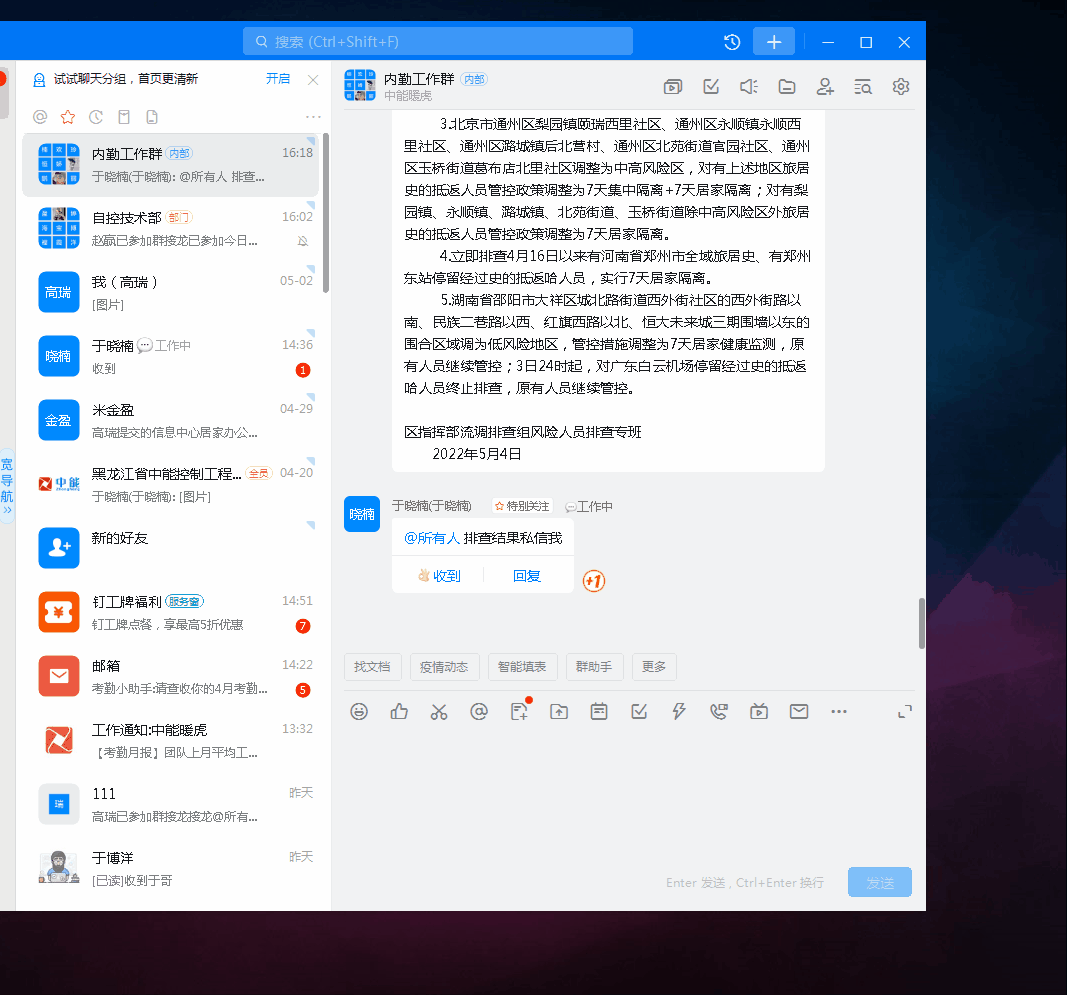 搜索 (Ctrl+Shift+F)
试试聊天分组，首页更清新
开启
内勤工作群 内部 16:18
于晓楠(于晓楠): @所有人 排查...
自控技术部 部门 16:02
赵赢已参加群接龙已参加今日...
高瑞
我（高瑞） 05-02
[图片]
晓楠
于晓楠 工作中 14:36
收到 1
金盈
米金盈 04-29
高瑞提交的信息中心居家办公...
中能
黑龙江省中能控制工程... 全员 04-20
于晓楠(于晓楠): [图片]
新的好友
钉工牌福利 服务窗 14:51
钉工牌点餐，享最高5折优惠 7
邮箱 14:22
考勤小助手:请查收你的4月考勤... 5
工作通知:中能暖虎 13:32
【考勤月报】团队上月平均工...
瑞
111 昨天
高瑞已参加群接龙接龙@所有...
于博洋 昨天
[已读]收到于哥
宽
导
航
»
内勤工作群 内部
中能暖虎
3.北京市通州区梨园镇颐瑞西里社区、通州区永顺镇永顺西
里社区、通州区潞城镇后北营村、通州区北苑街道官园社区、通州
区玉桥街道葛布店北里社区调整为中高风险区，对有上述地区旅居
史的抵返人员管控政策调整为7天集中隔离+7天居家隔离；对有梨
园镇、永顺镇、潞城镇、北苑街道、玉桥街道除中高风险区外旅居
史的抵返人员管控政策调整为7天居家隔离。
4.立即排查4月16日以来有河南省郑州市全域旅居史、有郑州
东站停留经过史的抵返哈人员，实行7天居家隔离。
5.湖南省邵阳市大祥区城北路街道西外街社区的西外街路以
南、民族二巷路以西、红旗西路以北、恒大未来城三期围墙以东的
围合区域调为低风险地区，管控措施调整为7天居家健康监测，原
有人员继续管控；3日24时起，对广东白云机场停留经过史的抵返
哈人员终止排查，原有人员继续管控。
区指挥部流调排查组风险人员排查专班
2022年5月4日
晓楠
于晓楠(于晓楠) 特别关注 工作中
@所有人 排查结果私信我
收到 回复
+1
找文档 疫情动态 智能填表 群助手 更多
Enter 发送 , Ctrl+Enter 换行
发送